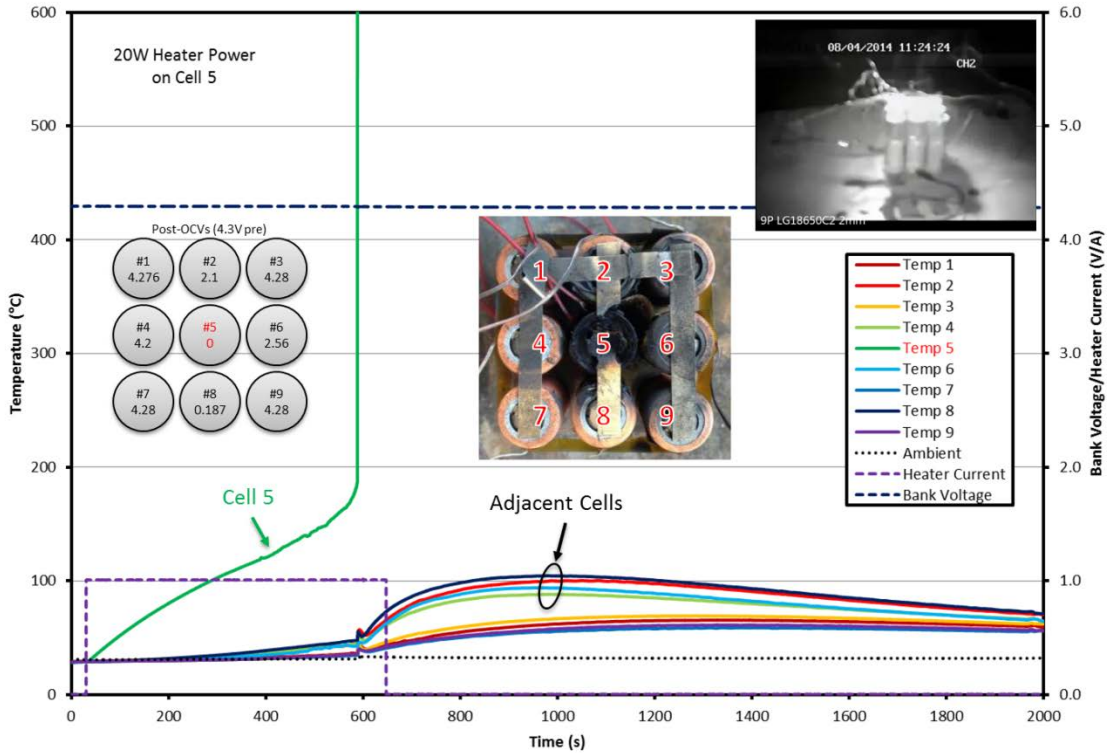 20W Heater Power
on Cell 5
08/04/2014 11:24:24
CH2
9P LG18650C2 2mm
Post-OCVs (4.3V pre)
#1
4.276
#2
2.1
#3
4.28
#4
4.2
#5
0
#6
2.56
#7
4.28
#8
0.187
#9
4.28
1 2 3
4 5 6
7 8 9
Temp 1
Temp 2
Temp 3
Temp 4
Temp 5
Temp 6
Temp 7
Temp 8
Temp 9
Ambient
Heater Current
Bank Voltage
Cell 5
Adjacent Cells
Temperature (°C)
600
500
400
300
200
100
0
Bank Voltage/Heater Current (V/A)
6.0
5.0
4.0
3.0
2.0
1.0
0.0
0 200 400 600 800 1000 1200 1400 1600 1800 2000
Time (s)